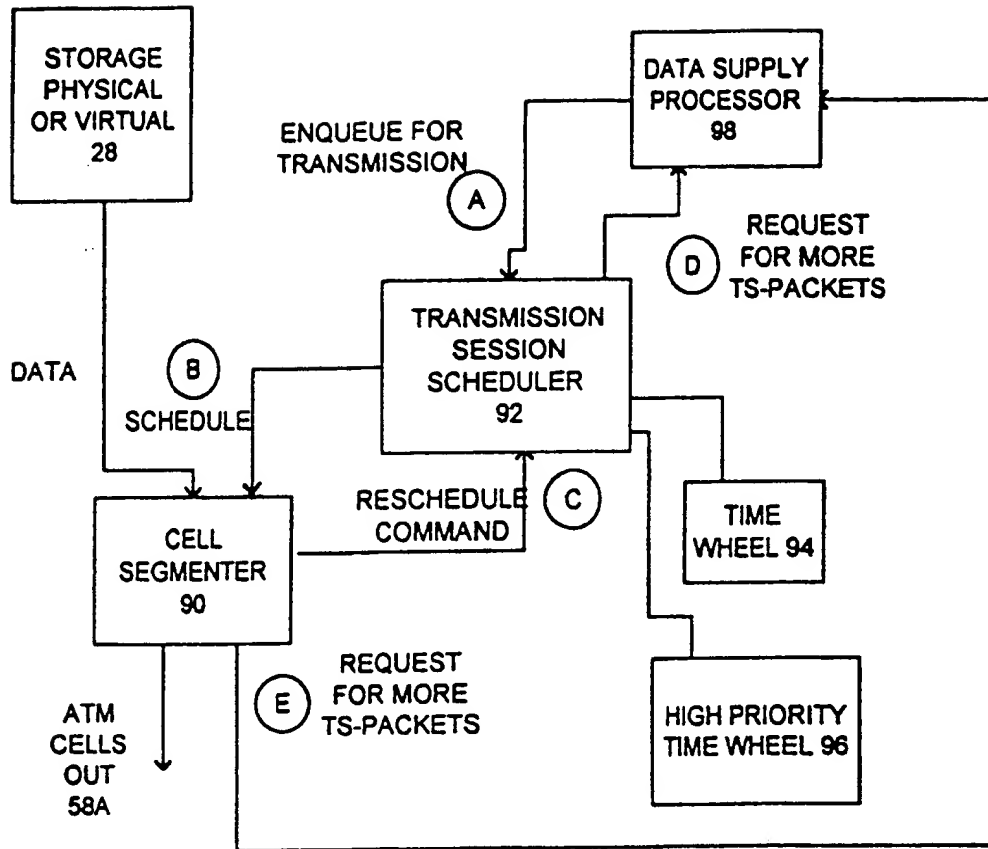 STORAGE
PHYSICAL
OR VIRTUAL
28
DATA SUPPLY
PROCESSOR
98
ENQUEUE FOR
TRANSMISSION
A
D
REQUEST
FOR MORE
TS-PACKETS
TRANSMISSION
SESSION
SCHEDULER
92
DATA
B
SCHEDULE
RESCHEDULE
COMMAND
C
CELL
SEGMENTER
90
TIME
WHEEL 94
E
REQUEST
FOR MORE
TS-PACKETS
HIGH PRIORITY
TIME WHEEL 96
ATM
CELLS
OUT
58A